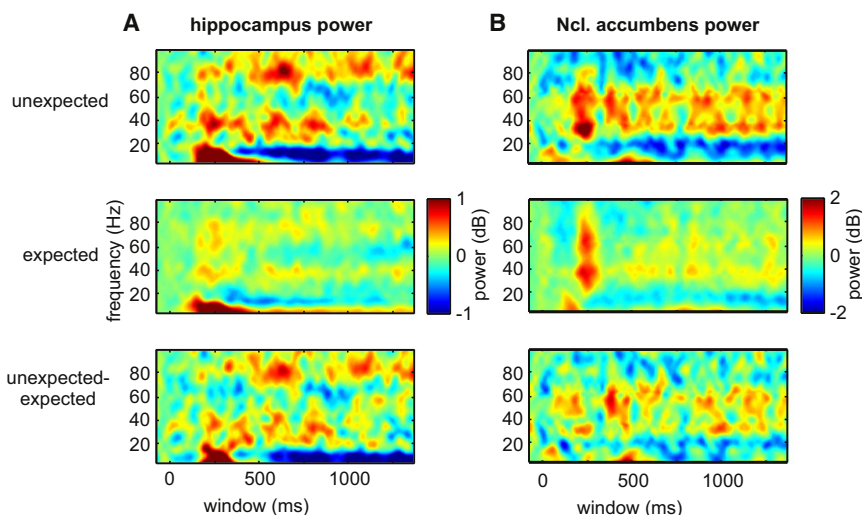 A hippocampus power
B Ncl. accumbens power
unexpected
80
60
40
20
80
60
40
20
expected
frequency (Hz)
80
60
40
20
1
0
-1
power (dB)
80
60
40
20
2
0
-2
power (dB)
unexpected-
expected
80
60
40
20
0 500 1000
window (ms)
80
60
40
20
0 500 1000
window (ms)